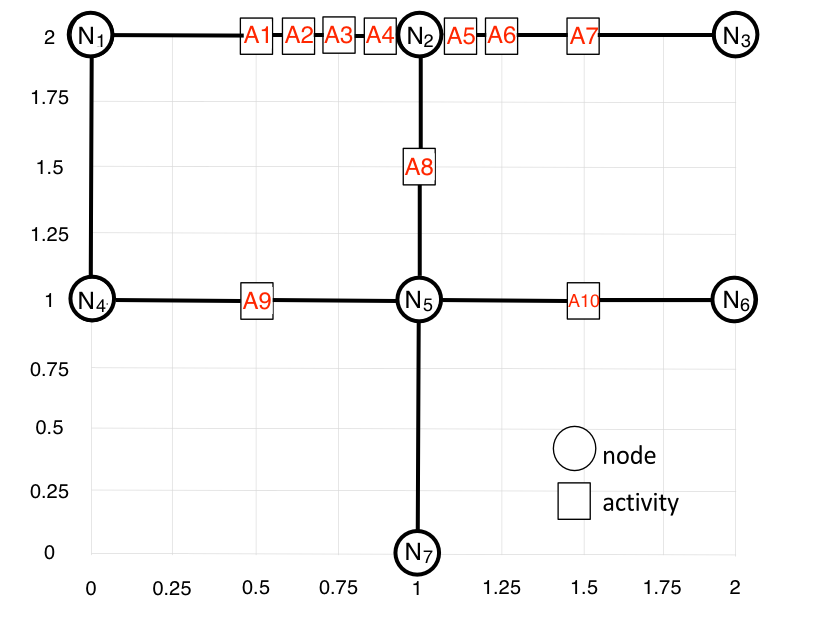 2 N₁ A1 A2 A3 A4 N₂ A5 A6 A7 N₃
1.75
1.5 A8
1.25
1 N₄ A9 N₅ A10 N₆
0.75
0.5 node
0.25 activity
0 N₇
0 0.25 0.5 0.75 1 1.25 1.5 1.75 2